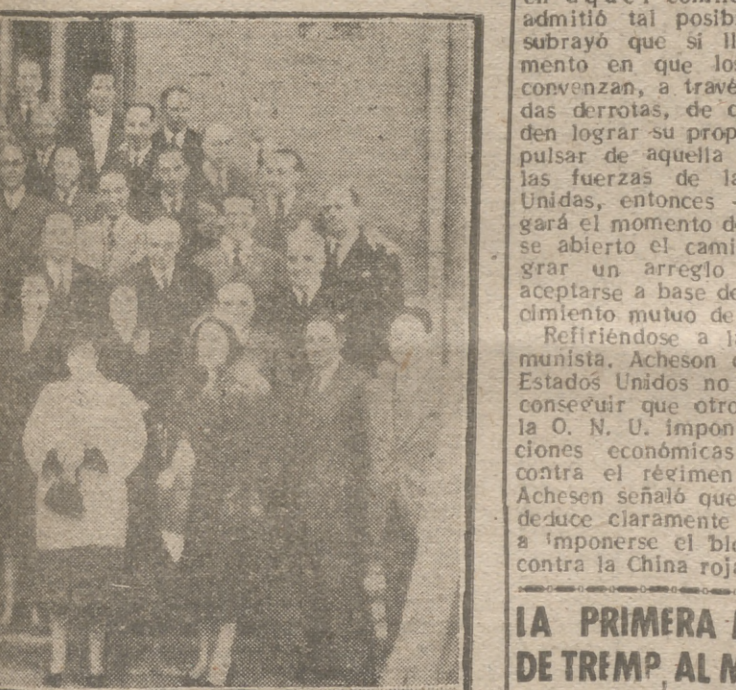 admitió tal posib
subrayó que si ll
mento en que los
convenzan, a travé
das derrotas, de
den lograr su prop
pulsar de aquella
las fuerzas de la
Unidas, entonces
gará el momento de
se abierto el cami
grar un arreglo
aceptarse a base de
cimiento mutuo de
Refiriéndose a la
munista, Acheson
Estados Unidos no
conseguir que otro
la O. N. U. impon
ciones económicas
contra el régimen
Achesen señaló que
deduce claramente
a imponerse el blo
contra la China roja
LA PRIMERA
DE TREMP, AL M